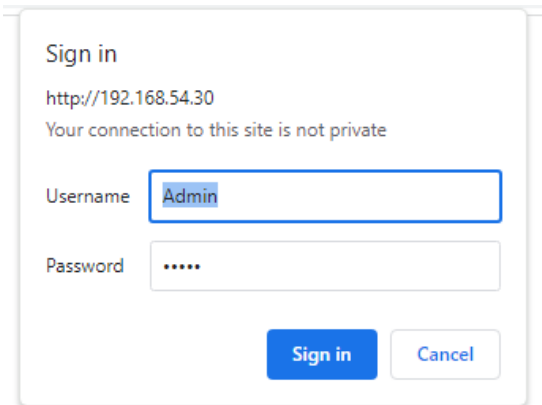 Sign in
http://192.168.54.30
Your connection to this site is not private
Username Admin
Password •••••
Sign in Cancel